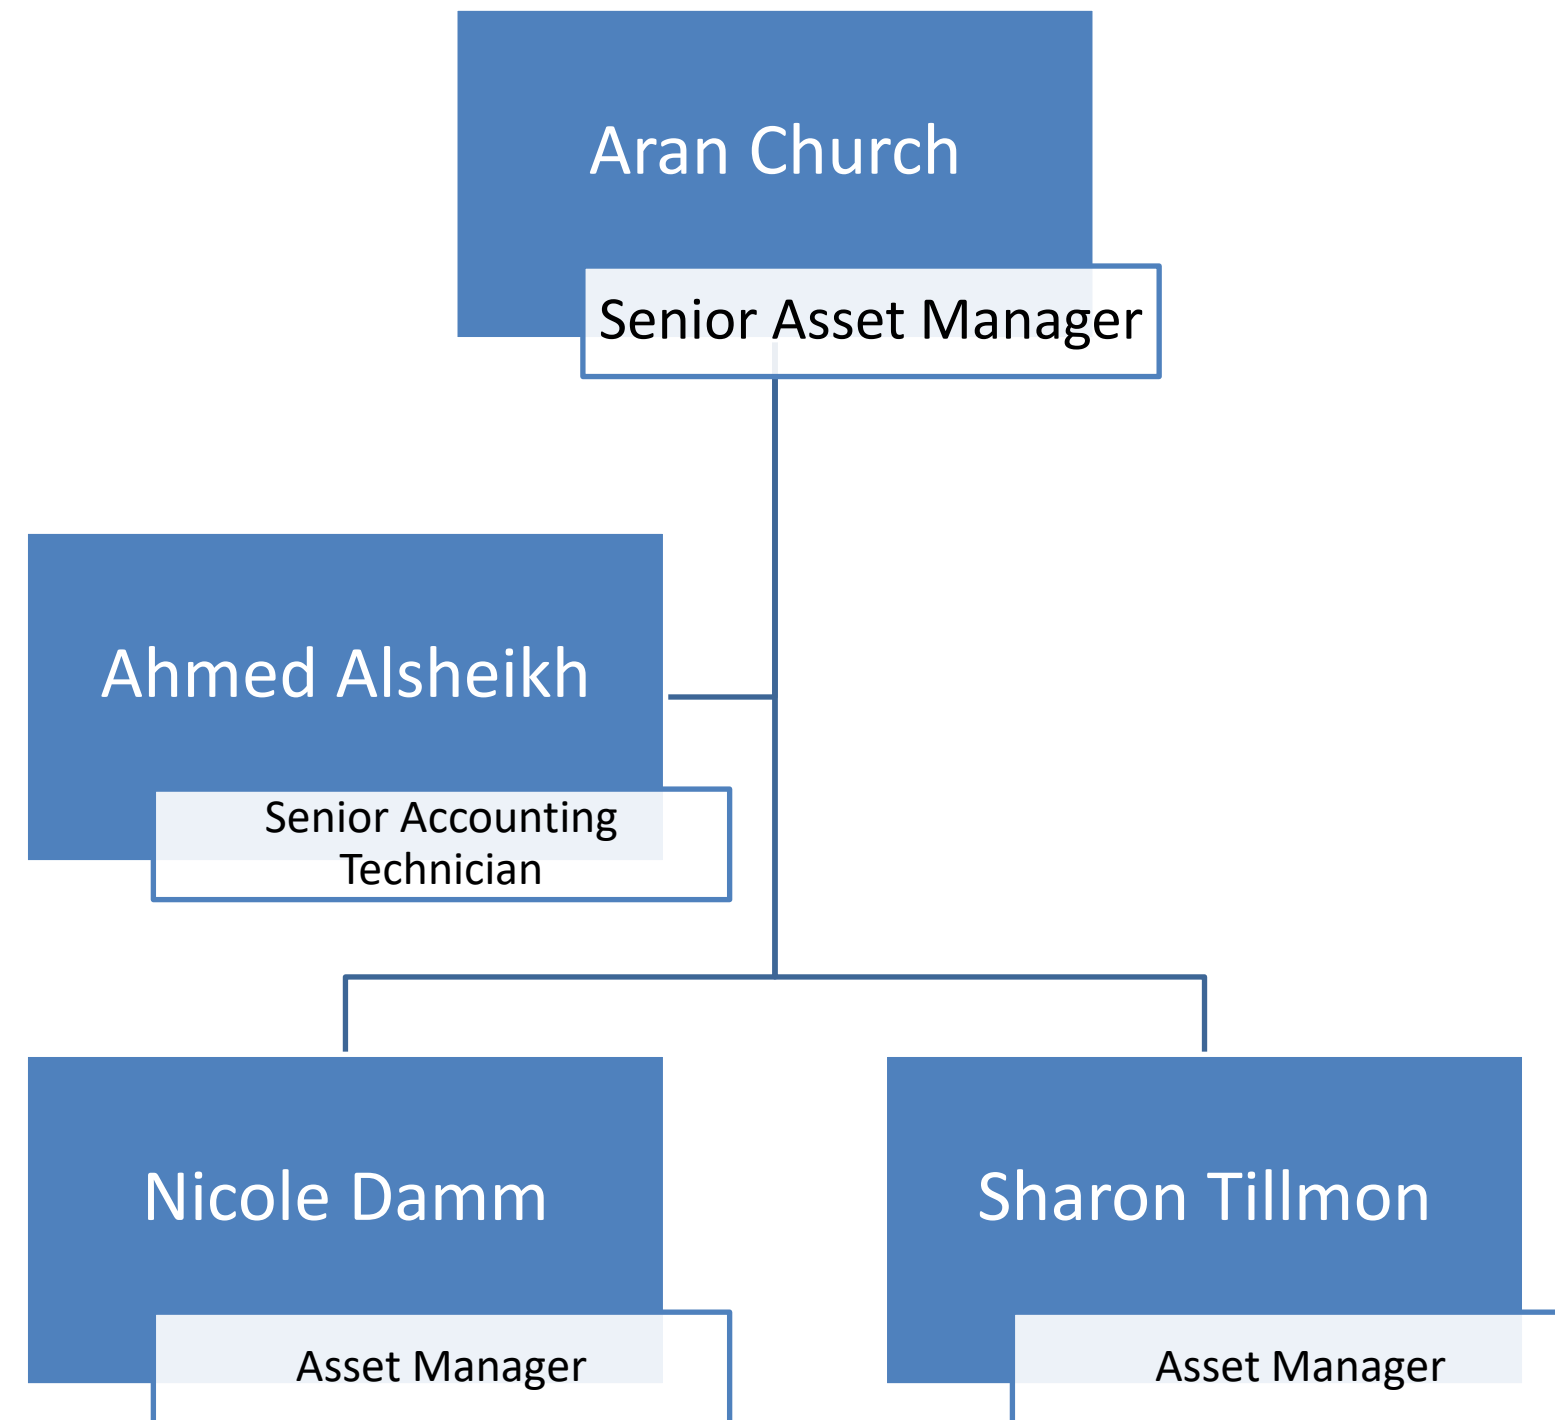 Aran Church
Senior Asset Manager
Ahmed Alsheikh
Senior Accounting
Technician
Nicole Damm
Asset Manager
Sharon Tillmon
Asset Manager